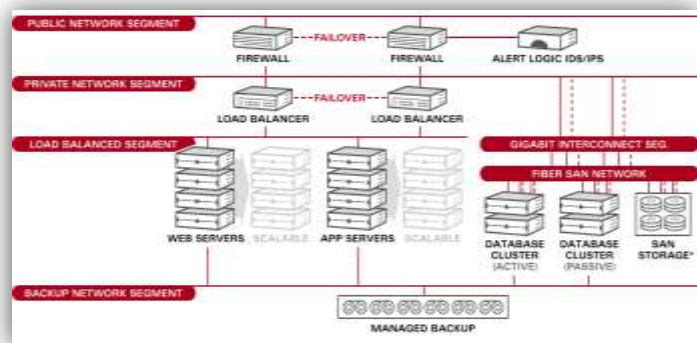 PUBLIC NETWORK SEGMENT
FAILOVER
FIREWALL
FIREWALL
ALERT LOGIC IDS/IPS
PRIVATE NETWORK SEGMENT
FAILOVER
LOAD BALANCER
LOAD BALANCER
LOAD BALANCED SEGMENT
GIGABIT INTERCONNECT SEG.
FIBER SAN NETWORK
WEB SERVERS
SCALABLE
APP SERVERS
SCALABLE
DATABASE
CLUSTER
(ACTIVE)
DATABASE
CLUSTER
(PASSIVE)
SAN
STORAGE*
BACKUP NETWORK SEGMENT
MANAGED BACKUP